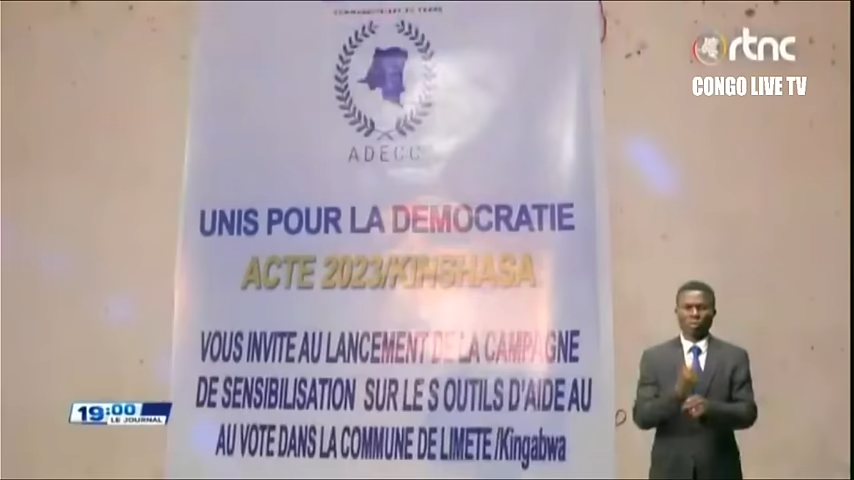 rtnc
CONGO LIVE TV
ADECC
UNIS POUR LA DEMOCRATIE
ACTE 2023/KINSHASA
VOUS INVITE AU LANCEMENT DE LA CAMPAGNE
DE SENSIBILISATION SUR LE S OUTILS D'AIDE AU
AU VOTE DANS LA COMMUNE DE LIMETE/Kingabwa
19:00
LE JOURNAL